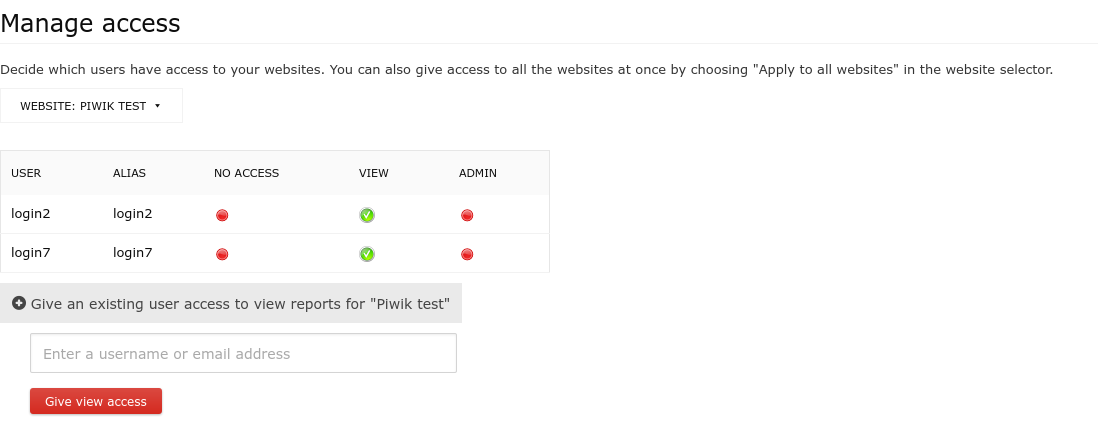 Manage access
Decide which users have access to your websites. You can also give access to all the websites at once by choosing "Apply to all websites" in the website selector.
WEBSITE: PIWIK TEST
USER ALIAS NO ACCESS VIEW ADMIN
login2 login2
login7 login7
Give an existing user access to view reports for "Piwik test"
Enter a username or email address
Give view access